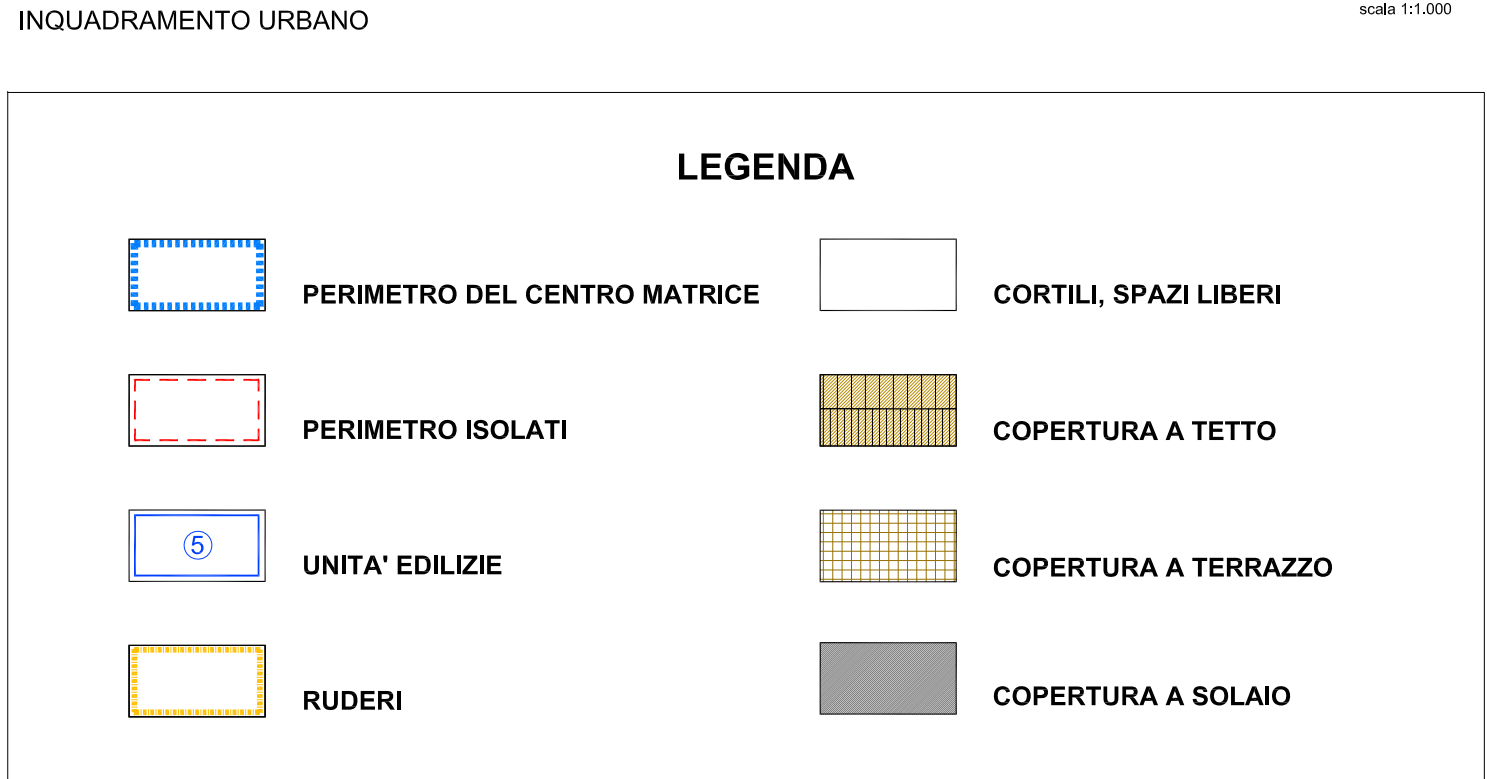 INQUADRAMENTO URBANO
scala 1:1.000
LEGENDA
PERIMETRO DEL CENTRO MATRICE
CORTILI, SPAZI LIBERI
PERIMETRO ISOLATI
COPERTURA A TETTO
5
UNITA' EDILIZIE
COPERTURA A TERRAZZO
RUDERI
COPERTURA A SOLAIO